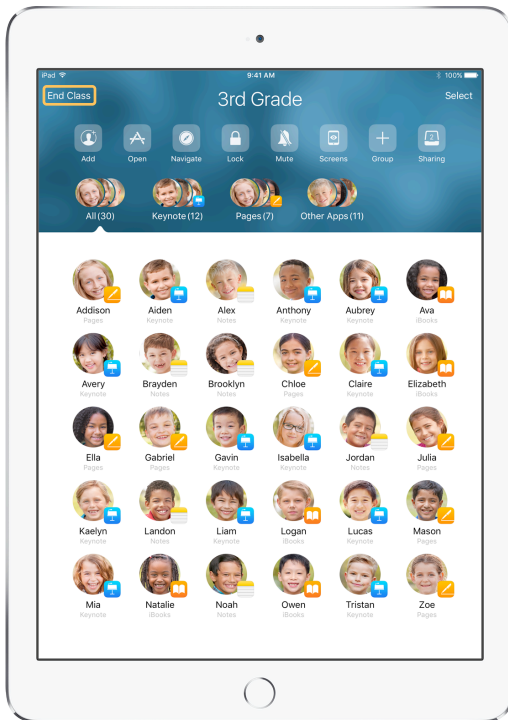 iPad 9:41 AM 100%
End Class 3rd Grade Select
Add Open Navigate Lock Mute Screens Group Sharing
2
All (30) Keynote (12) Pages (7) Other Apps (11)
Addison Aiden Alex Anthony Aubrey Ava
Pages Keynote Notes Keynote Keynote iBooks
Avery Brayden Brooklyn Chloe Claire Elizabeth
Keynote Notes Notes Pages Keynote iBooks
Ella Gabriel Gavin Isabella Jordan Julia
Pages Pages Keynote Keynote Notes Pages
Kaelyn Landon Liam Logan Lucas Mason
Keynote Notes Keynote iBooks Keynote Pages
Mia Natalie Noah Owen Tristan Zoe
Keynote iBooks Notes iBooks Keynote Pages